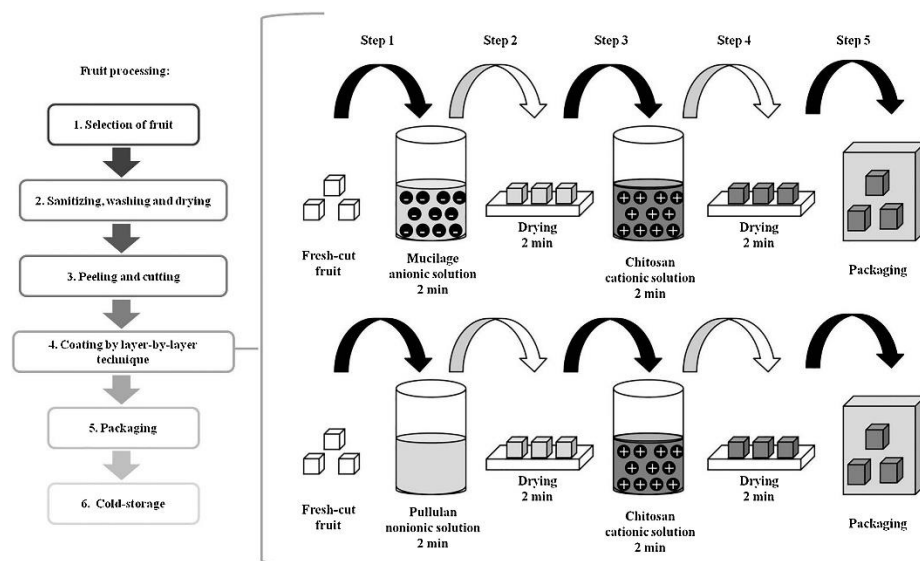 Fruit processing:
1. Selection of fruit
2. Sanitizing, washing and drying
3. Peeling and cutting
4. Coating by layer-by-layer
technique
5. Packaging
6. Cold-storage
Step 1
Step 2
Step 3
Step 4
Step 5
Fresh-cut
fruit
Mucilage
anionic solution
2 min
Drying
2 min
Chitosan
cationic solution
2 min
Drying
2 min
Packaging
Fresh-cut
fruit
Pullulan
nonionic solution
2 min
Drying
2 min
Chitosan
cationic solution
2 min
Drying
2 min
Packaging